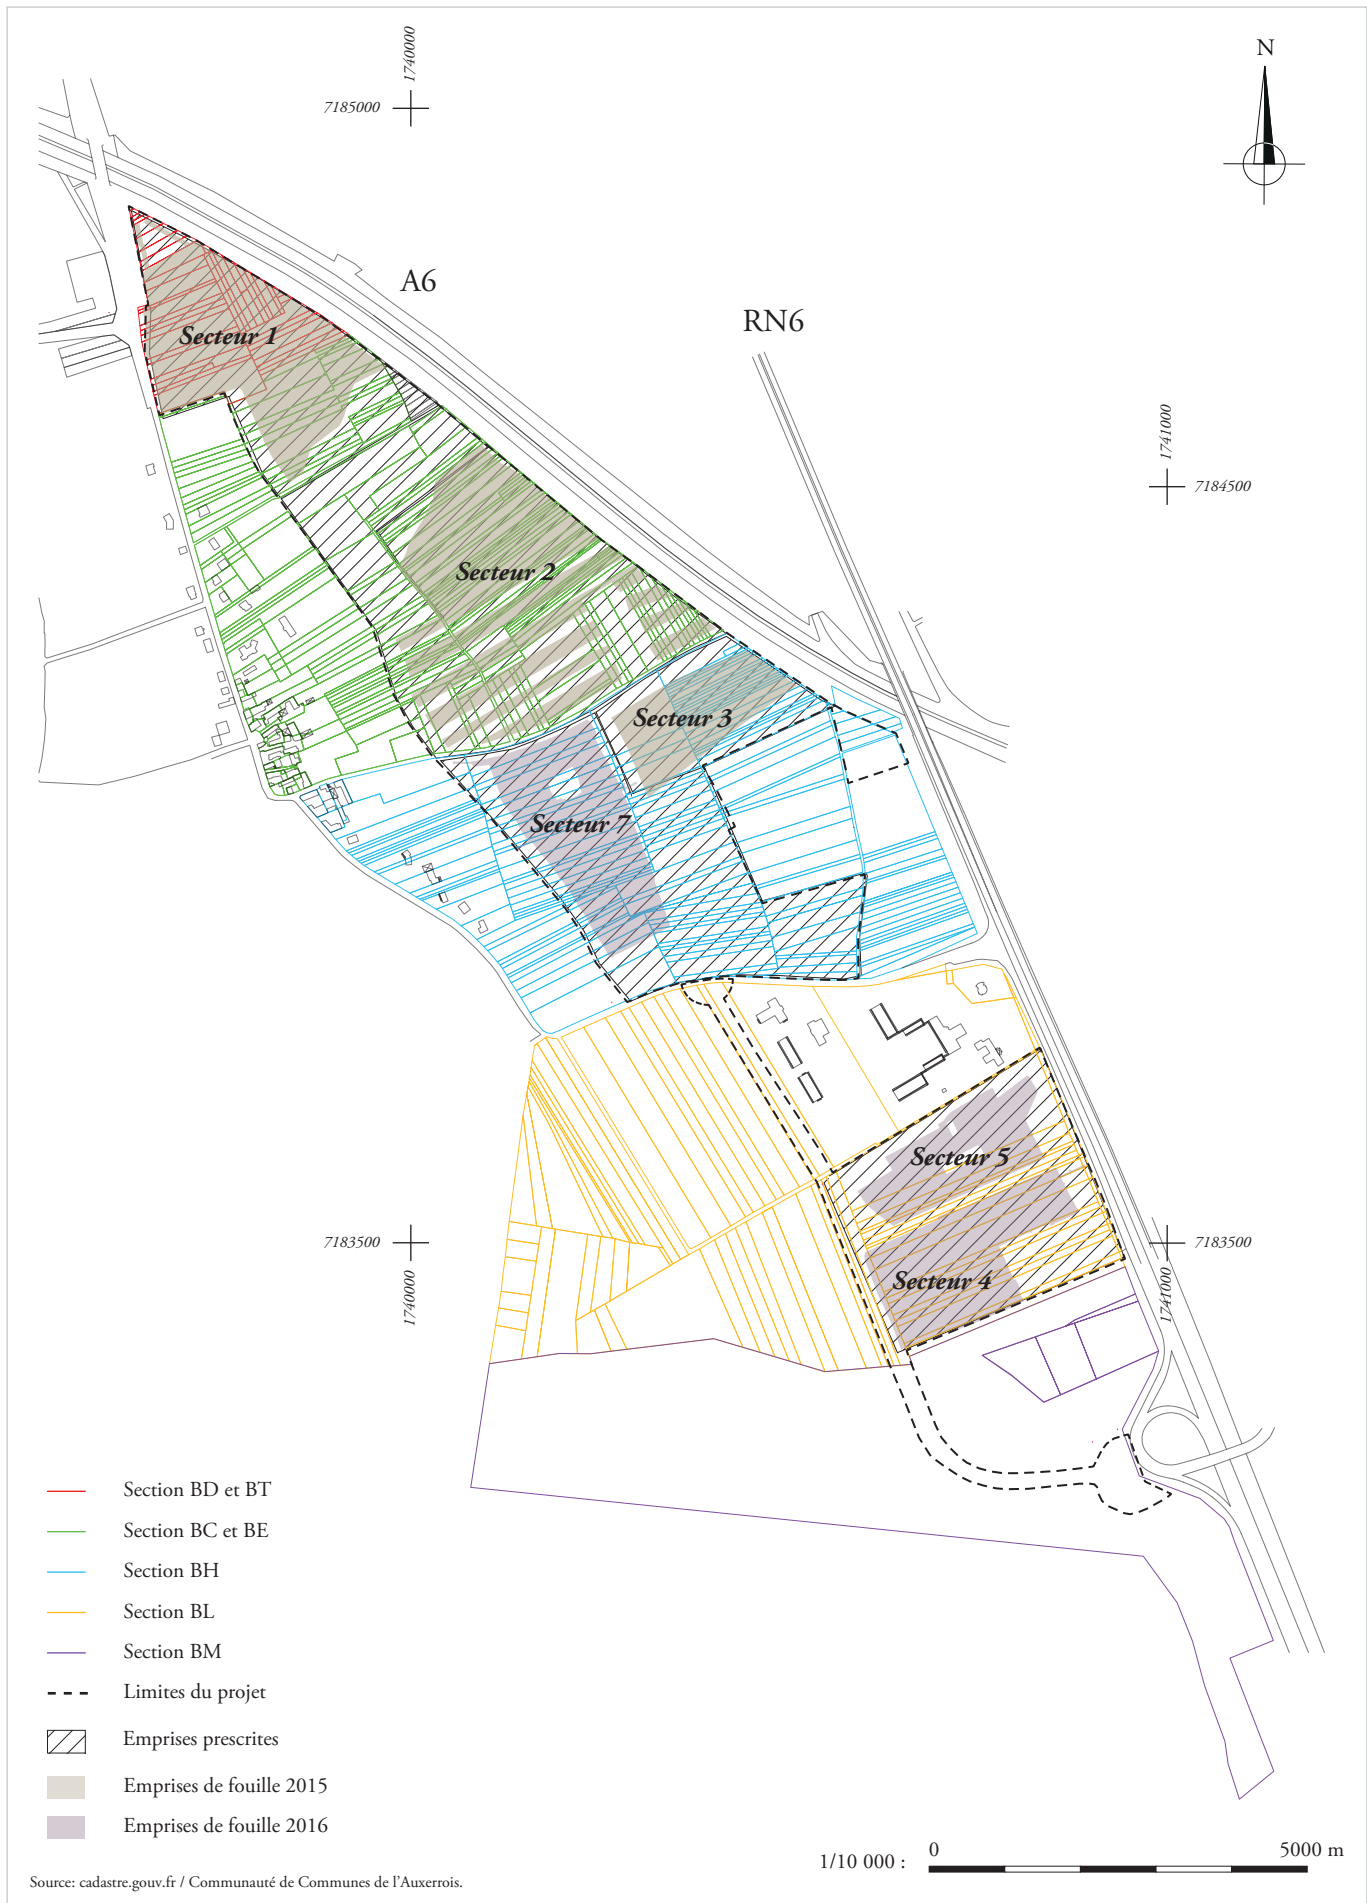 1740000
N
7185000
A6
RN6
Secteur 1
1741000
7184500
Secteur 2
Secteur 3
Secteur 7
Secteur 5
7183500
7183500
Secteur 4
1740000
1741000
Section BD et BT
Section BC et BE
Section BH
Section BL
Section BM
Limites du projet
Emprises prescrites
Emprises de fouille 2015
Emprises de fouille 2016
1/10 000 :
0
5000 m
Source: cadastre.gouv.fr / Communauté de Communes de l'Auxerrois.